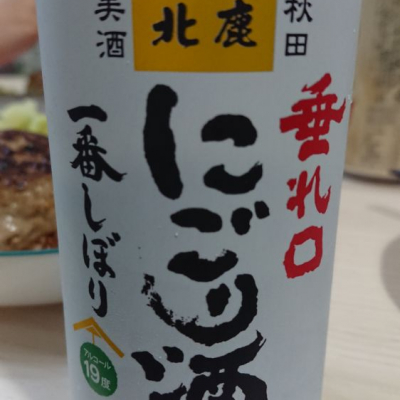 秋田
北鹿
美酒
垂れ口
にごり酒
一番しぼり
アルコール
19度